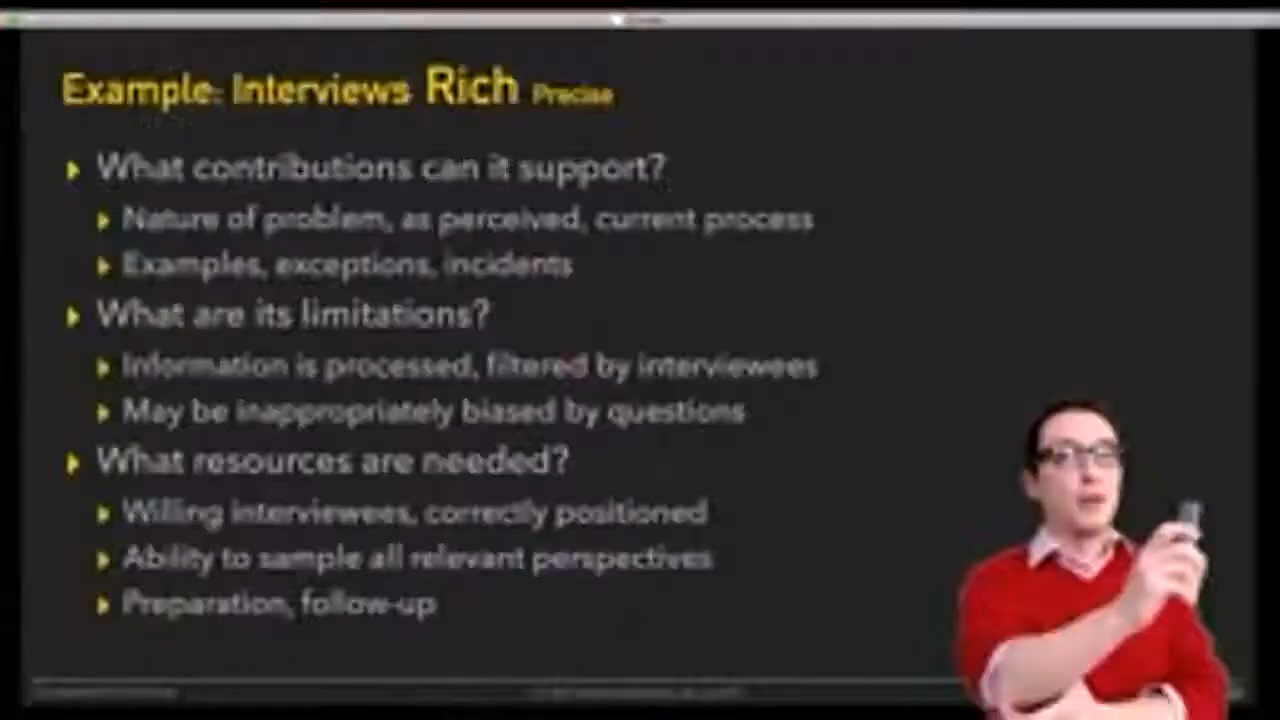 Example: Interviews Rich Precise
What contributions can it support?
Nature of problem, as perceived, current process
Examples, exceptions, incidents
What are its limitations?
Information is processed, filtered by interviewees
May be inappropriately biased by questions
What resources are needed?
Willing interviewees, correctly positioned
Ability to sample all relevant perspectives
Preparation, follow-up